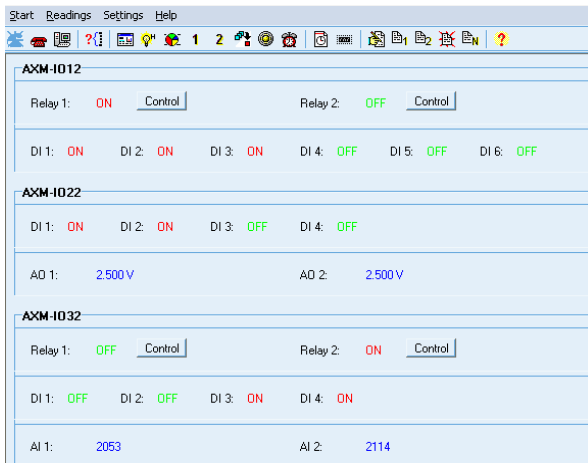 Start Readings Settings Help
?{} H 1 2 1 2 N ?
AXM-IO12
Relay 1: ON Control Relay 2: OFF Control
DI 1: ON DI 2: ON DI 3: ON DI 4: OFF DI 5: OFF DI 6: OFF
AXM-IO22
DI 1: ON DI 2: ON DI 3: OFF DI 4: OFF
AO 1: 2.500 V AO 2: 2.500 V
AXM-IO32
Relay 1: OFF Control Relay 2: ON Control
DI 1: OFF DI 2: OFF DI 3: ON DI 4: ON
AI 1: 2053 AI 2: 2114